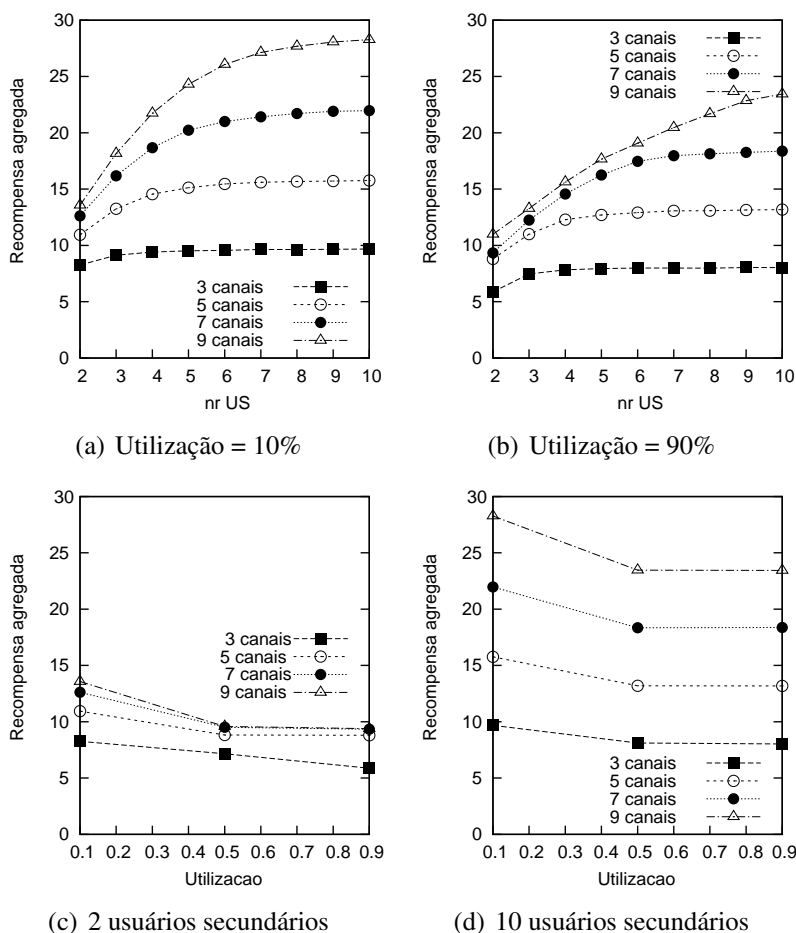 30
25
20
15
10
5
0
Recompensa agregada
3 canais
5 canais
7 canais
9 canais
2 3 4 5 6 7 8 9 10
nr US
(a) Utilização = 10%
30
25
20
15
10
5
0
Recompensa agregada
3 canais
5 canais
7 canais
9 canais
2 3 4 5 6 7 8 9 10
nr US
(b) Utilização = 90%
30
25
20
15
10
5
0
Recompensa agregada
3 canais
5 canais
7 canais
9 canais
0.1 0.2 0.3 0.4 0.5 0.6 0.7 0.8 0.9
Utilizacao
(c) 2 usuários secundários
30
25
20
15
10
5
0
Recompensa agregada
3 canais
5 canais
7 canais
9 canais
0.1 0.2 0.3 0.4 0.5 0.6 0.7 0.8 0.9
Utilizacao
(d) 10 usuários secundários